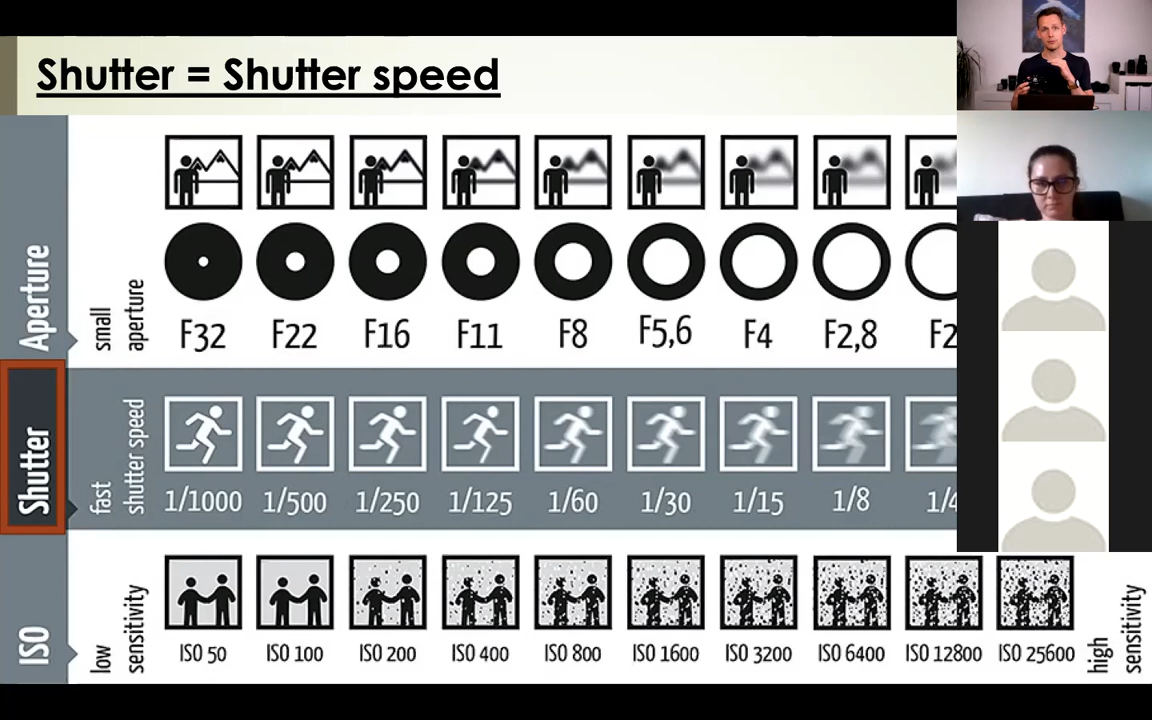 Shutter = Shutter speed
Aperture
small
aperture
F32 F22 F16 F11 F8 F5,6 F4 F2,8 F2
Shutter
fast
shutter speed
1/1000 1/500 1/250 1/125 1/60 1/30 1/15 1/8 1/4
ISO
low
sensitivity
ISO 50 ISO 100 ISO 200 ISO 400 ISO 800 ISO 1600 ISO 3200 ISO 6400 ISO 12800 ISO 25600
high
sensitivity